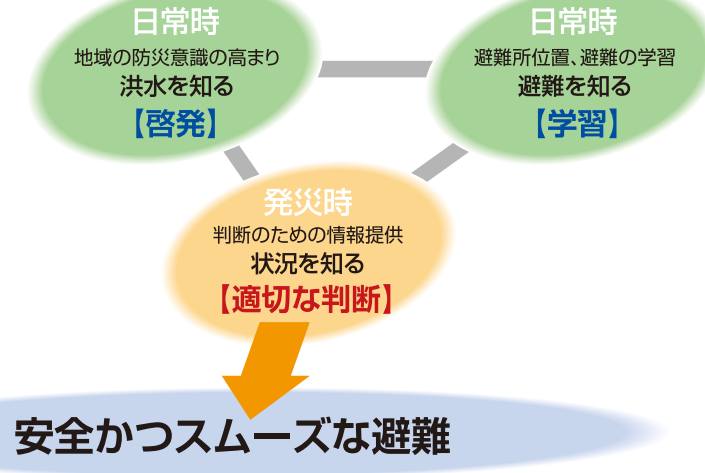 日常時
地域の防災意識の高まり
洪水を知る
【啓発】
日常時
避難所位置、避難の学習
避難を知る
【学習】
発災時
判断のための情報提供
状況を知る
【適切な判断】
安全かつスムーズな避難